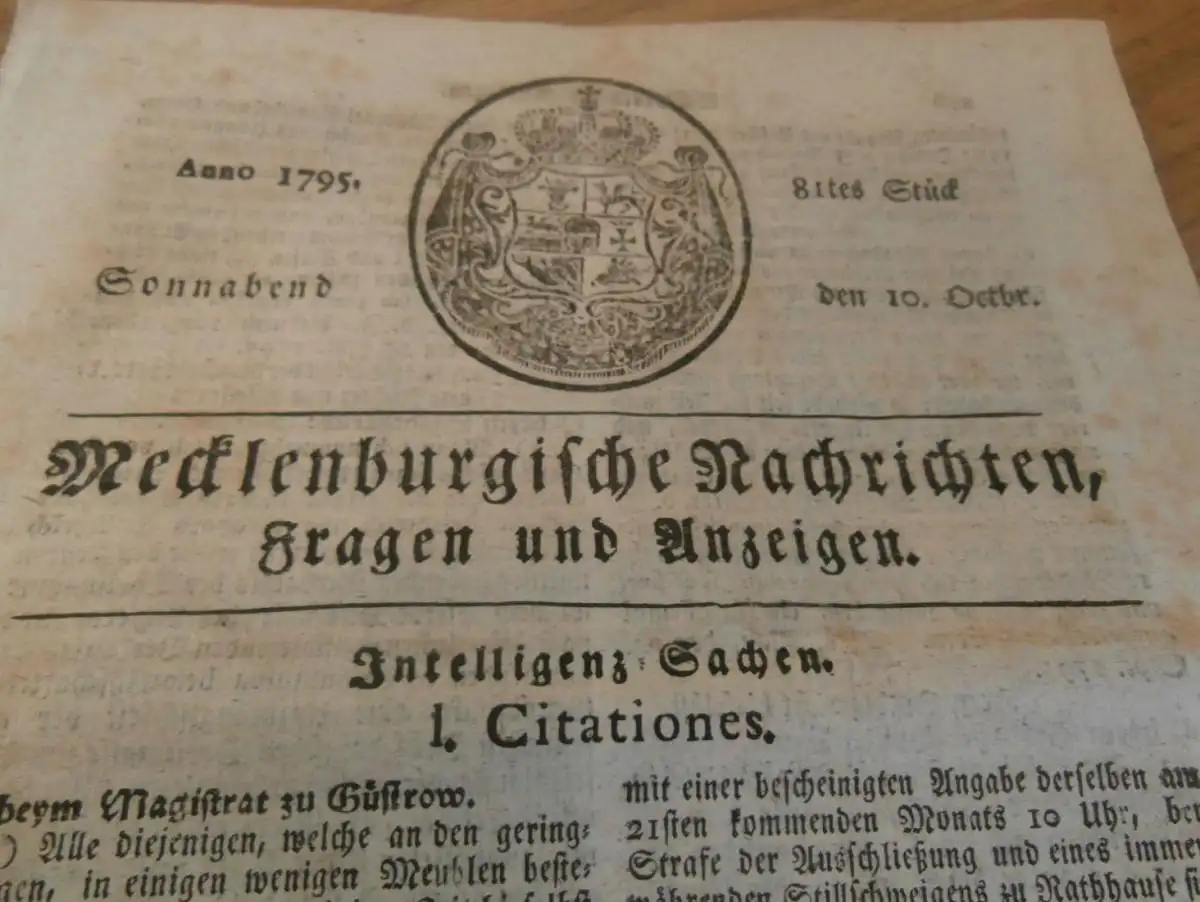 Anno 1795.
81tes Stück
Sonnabend
den 10. Octbr.
Mecklenburgische Nachrichten,
Fragen und Anzeigen.
Intelligenz-Sachen.
I. Citationes.
beym Magistrat zu Güstrow.
) Alle diejenigen, welche an den gering-
gen, in einigen wenigen Meublen beste-
mit einer bescheinigten Angabe derselben am
21sten kommenden Monats 10 Uhr, bey
Strafe der Ausschließung und eines immer
währenden Stillschweigens zu Rathhause